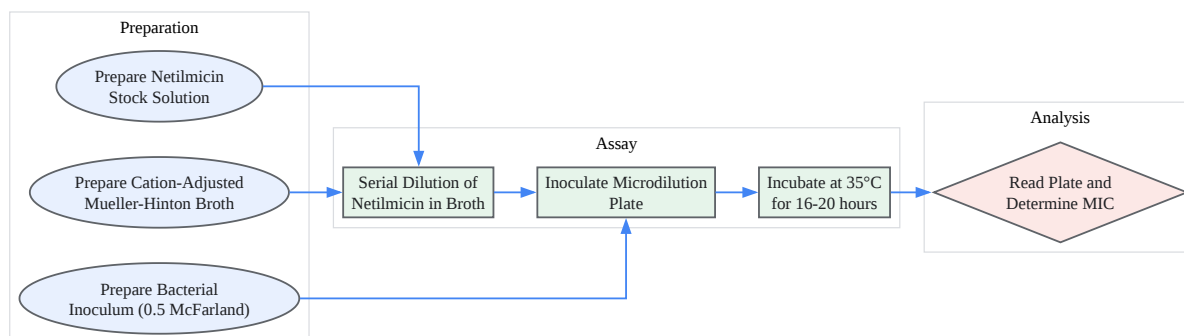 Preparation
Prepare Netilmicin
Stock Solution
Prepare Cation-Adjusted
Mueller-Hinton Broth
Prepare Bacterial
Inoculum (0.5 McFarland)
Assay
Serial Dilution of
Netilmicin in Broth
Inoculate Microdilution
Plate
Incubate at 35°C
for 16-20 hours
Analysis
Read Plate and
Determine MIC